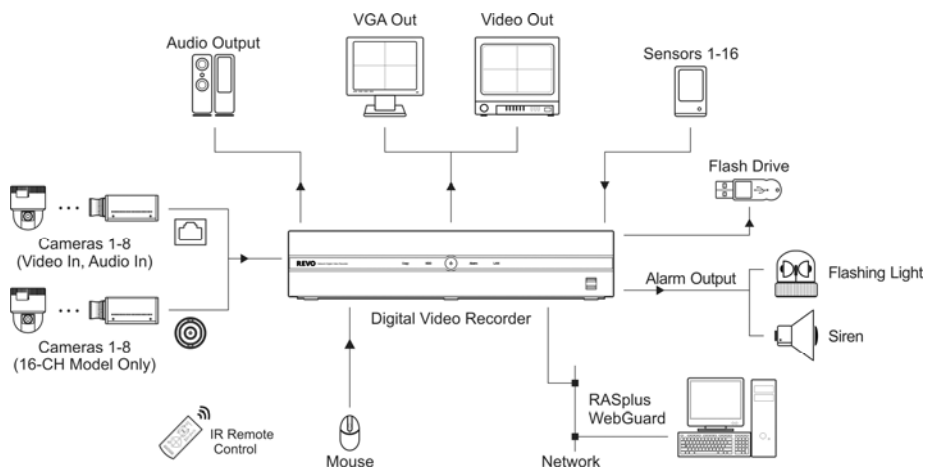 VGA Out
Video Out
Audio Output
Sensors 1-16
Flash Drive
Cameras 1-8
(Video In, Audio In)
REVO
Alarm Output
Flashing Light
Digital Video Recorder
Cameras 1-8
(16-CH Model Only)
Siren
RASplus
WebGuard
IR Remote
Control
Mouse
Network